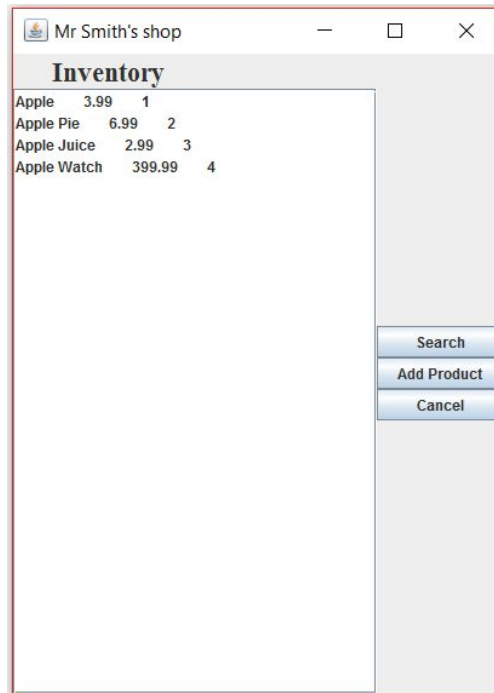 Mr Smith's shop
Inventory
Apple 3.99 1
Apple Pie 6.99 2
Apple Juice 2.99 3
Apple Watch 399.99 4
Search
Add Product
Cancel